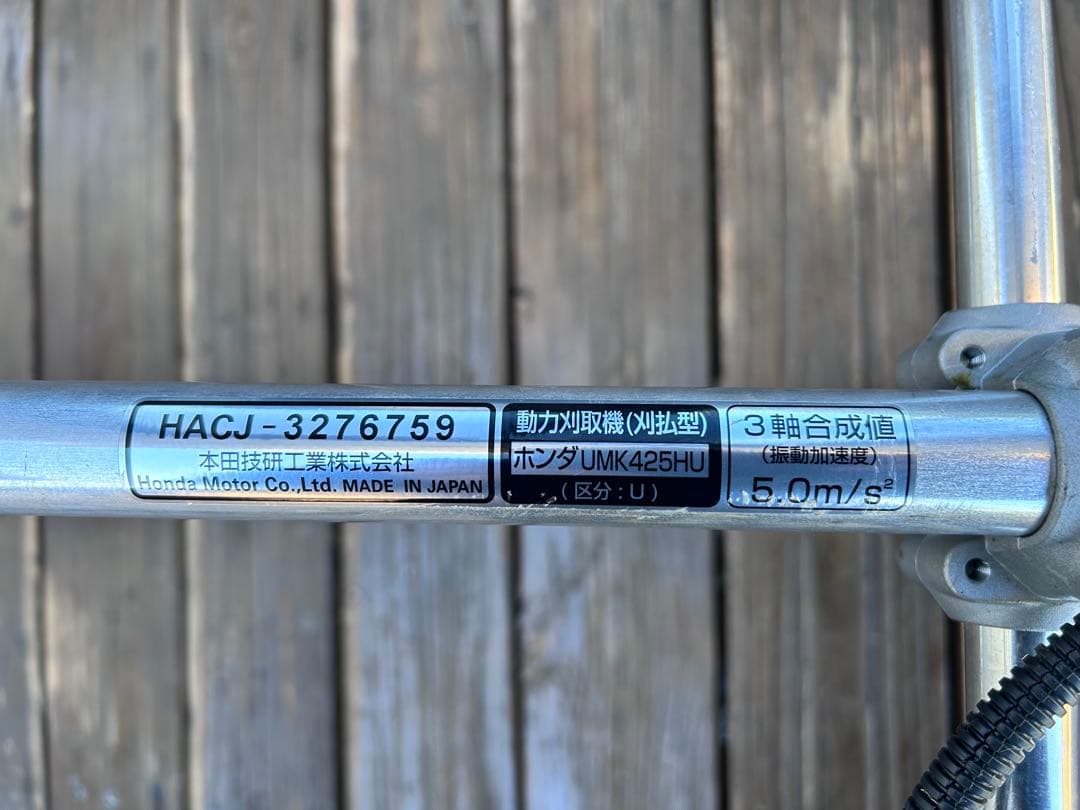 HACJ-3276759
本田技研工業株式会社
Honda Motor Co.,Ltd. MADE IN JAPAN
動力刈取機(刈払型)
ホンダUMK425HU
(区分:U)
3軸合成値
(振動加速度)
5.0m/s²